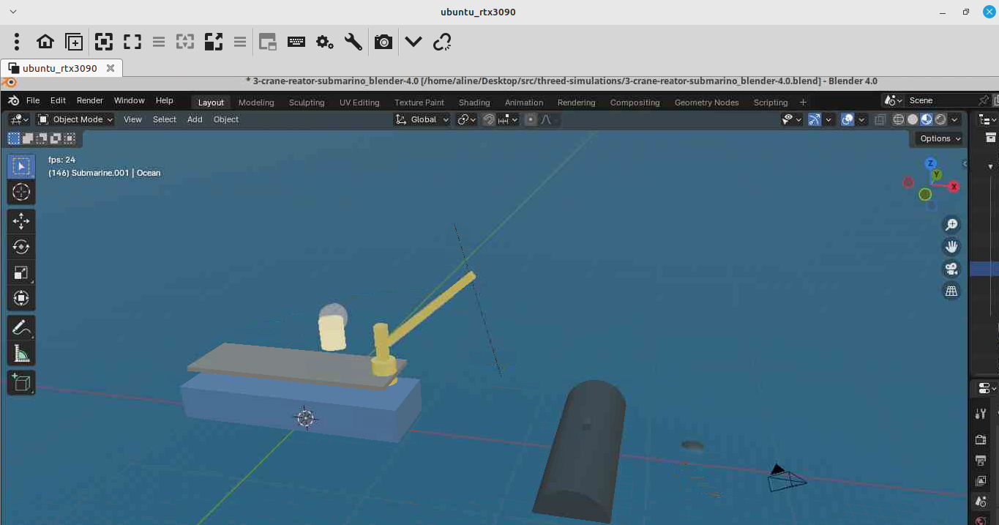 ubuntu_rtx3090
ubuntu_rtx3090
* 3-crane-reator-submarino_blender-4.0 [/home/aline/Desktop/src/threed-simulations/3-crane-reator-submarino_blender-4.0.blend] - Blender 4.0
File Edit Render Window Help Layout Modeling Sculpting UV Editing Texture Paint Shading Animation Rendering Compositing Geometry Nodes Scripting + Scene
Object Mode View Select Add Object Global
Options
fps: 24
(146) Submarine.001 | Ocean
Z
Y
X